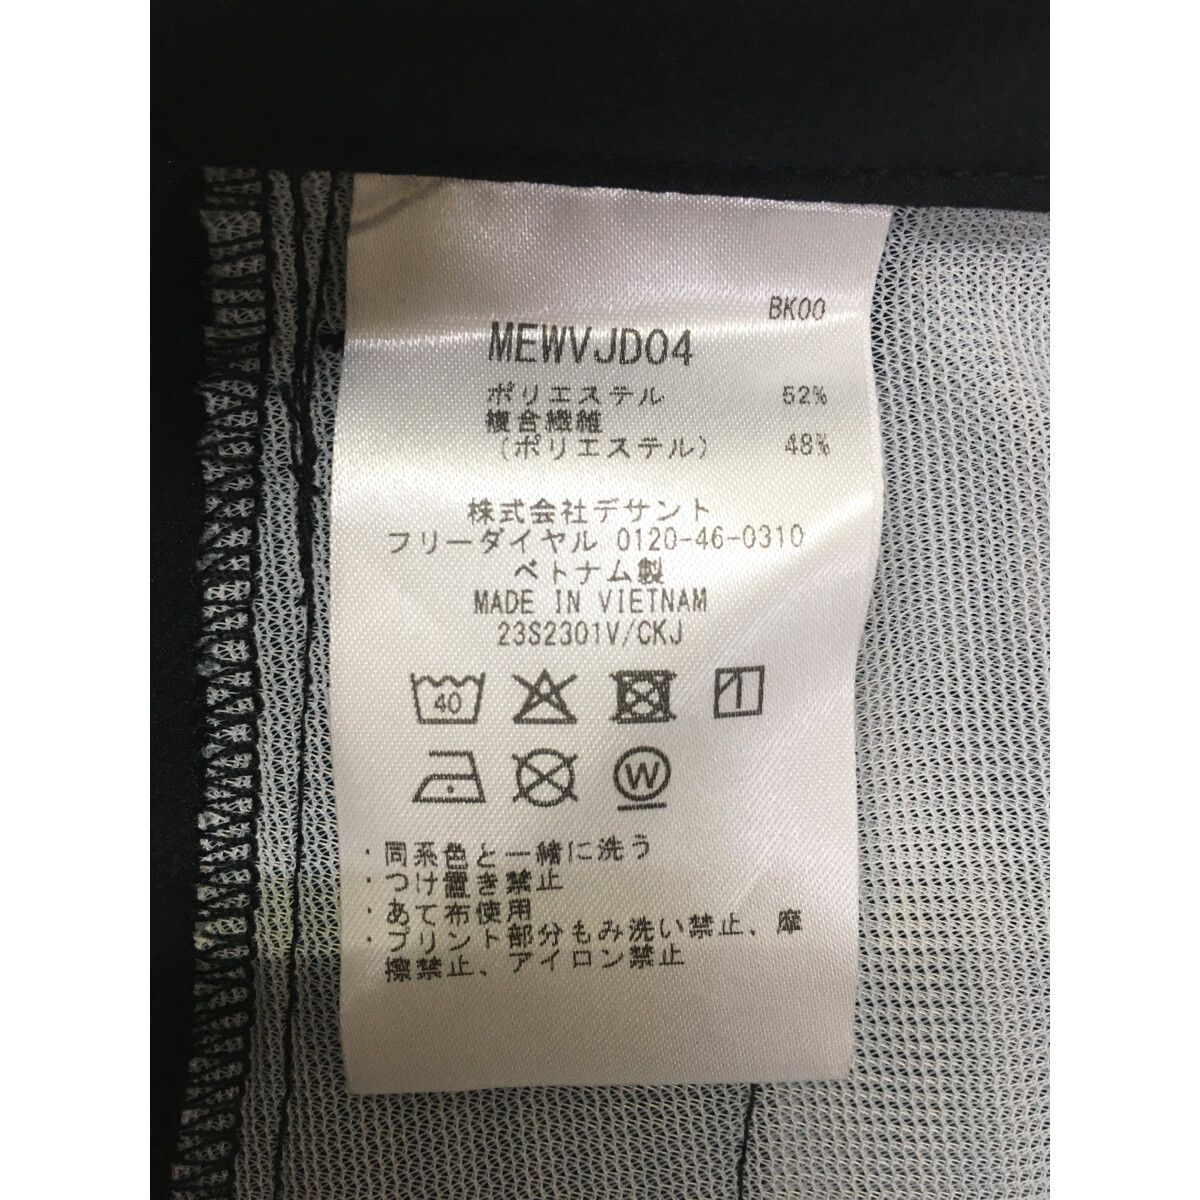 BK00
MEWVJD04
ポリエステル 52%
複合繊維
(ポリエステル) 48%
株式会社デサント
フリーダイヤル 0120-46-0310
ベトナム製
MADE IN VIETNAM
23S2301V/CKJ
40
W
・同系色と一緒に洗う
・つけ置き禁止
・あて布使用
・プリント部分もみ洗い禁止、摩
擦禁止、アイロン禁止